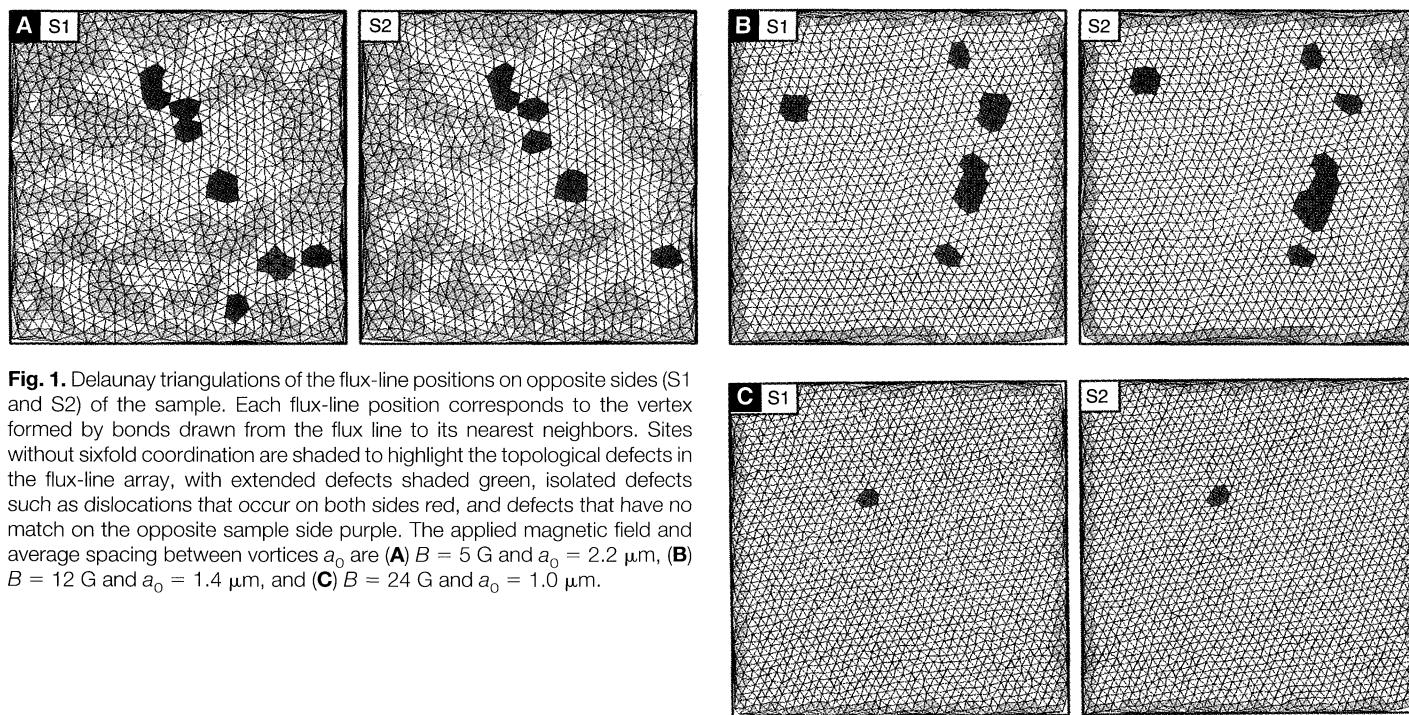 A S1
S2
B S1
S2
Fig. 1. Delaunay triangulations of the flux-line positions on opposite sides (S1
and S2) of the sample. Each flux-line position corresponds to the vertex
formed by bonds drawn from the flux line to its nearest neighbors. Sites
without sixfold coordination are shaded to highlight the topological defects in
the flux-line array, with extended defects shaded green, isolated defects
such as dislocations that occur on both sides red, and defects that have no
match on the opposite sample side purple. The applied magnetic field and
average spacing between vortices a₀ are (A) B = 5 G and a₀ = 2.2 μm, (B)
B = 12 G and a₀ = 1.4 μm, and (C) B = 24 G and a₀ = 1.0 μm.
C S1
S2